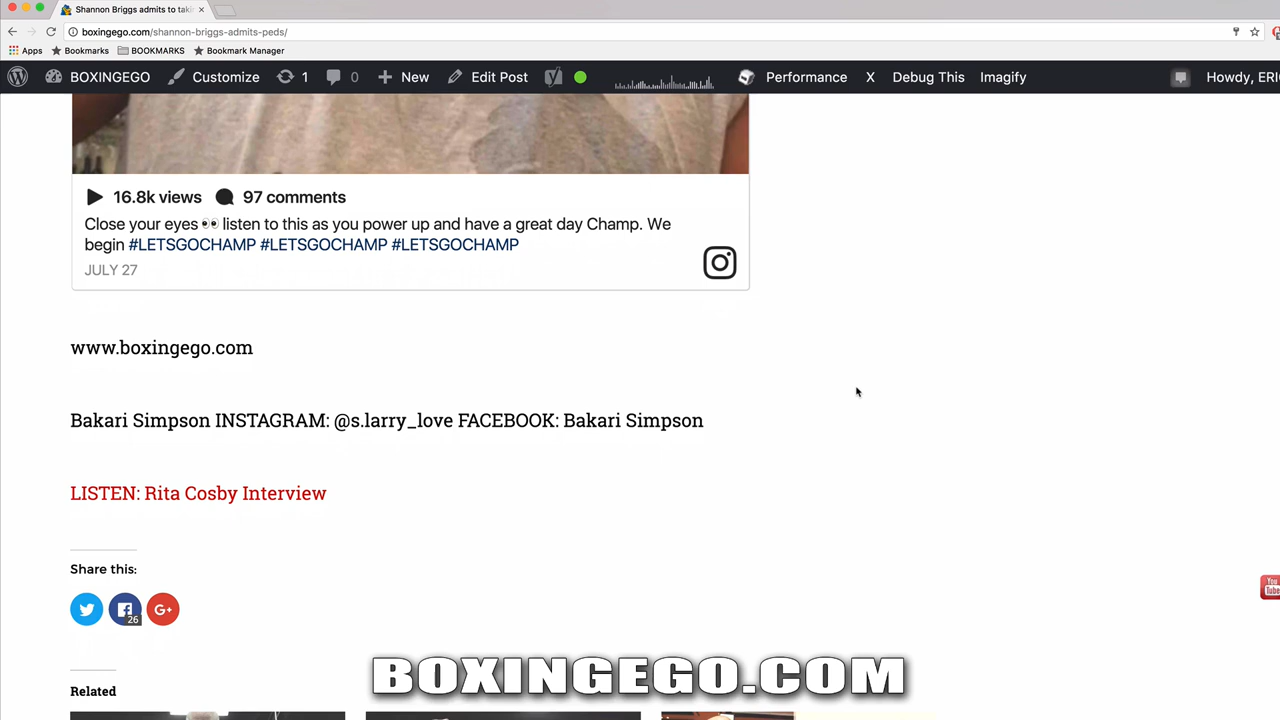 Shannon Briggs admits to takin
boxingego.com/shannon-briggs-admits-peds/
Apps Bookmarks BOOKMARKS Bookmark Manager
BOXINGEGO Customize 1 0 New Edit Post Performance X Debug This Imagify Howdy, ERI
16.8k views 97 comments
Close your eyes 👀 listen to this as you power up and have a great day Champ. We
begin #LETSGOCHAMP #LETSGOCHAMP #LETSGOCHAMP
JULY 27
www.boxingego.com
Bakari Simpson INSTAGRAM: @s.larry_love FACEBOOK: Bakari Simpson
LISTEN: Rita Cosby Interview
Share this:
26
G+
You
Tube
Related
BOXINGEGO.COM